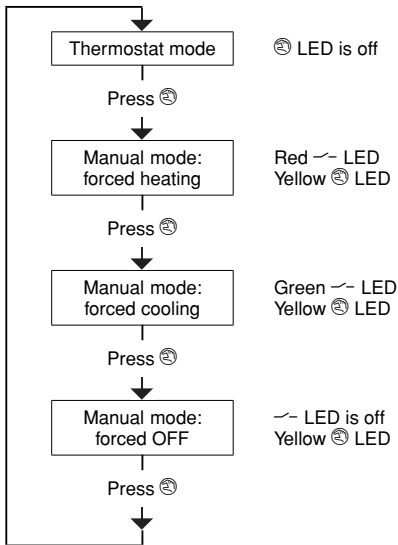 Thermostat mode
LED is off
Press
Manual mode:
forced heating
Red LED
Yellow LED
Press
Manual mode:
forced cooling
Green LED
Yellow LED
Press
Manual mode:
forced OFF
LED is off
Yellow LED
Press